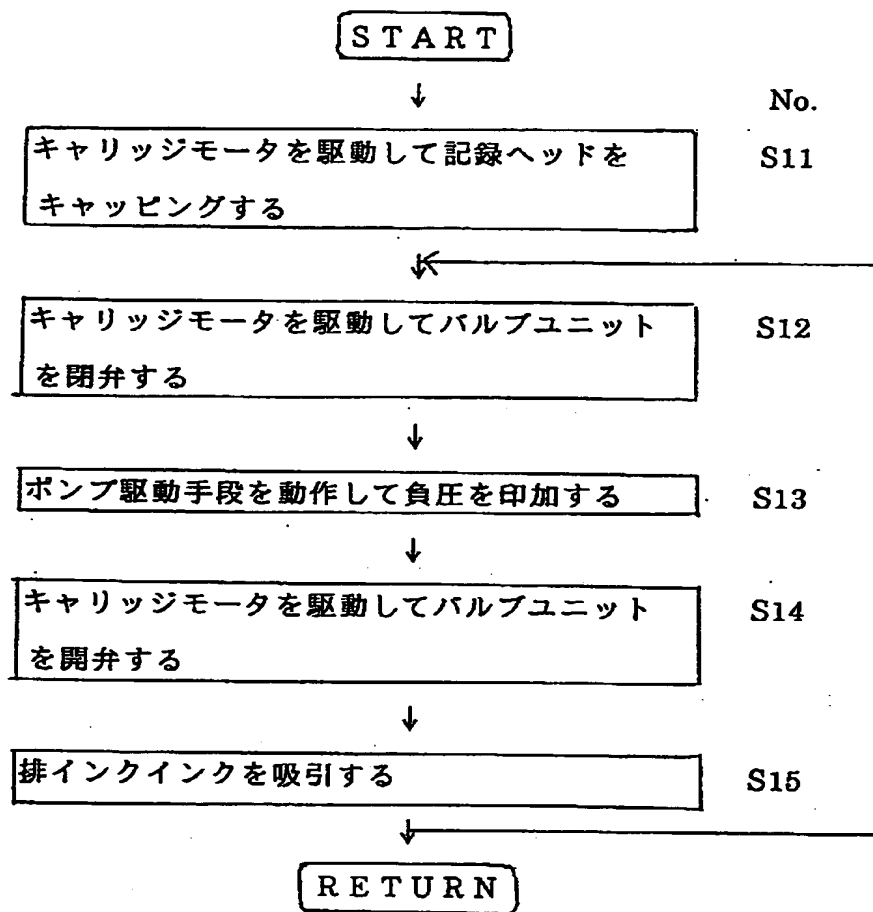 START
No.
キャリッジモータを駆動して記録ヘッドを
S11
キャッピングする
キャリッジモータを駆動してバルブユニット
S12
を閉弁する
ポンプ駆動手段を動作して負圧を印加する
S13
キャリッジモータを駆動してバルブユニット
S14
を開弁する
排インクインクを吸引する
S15
RETURN